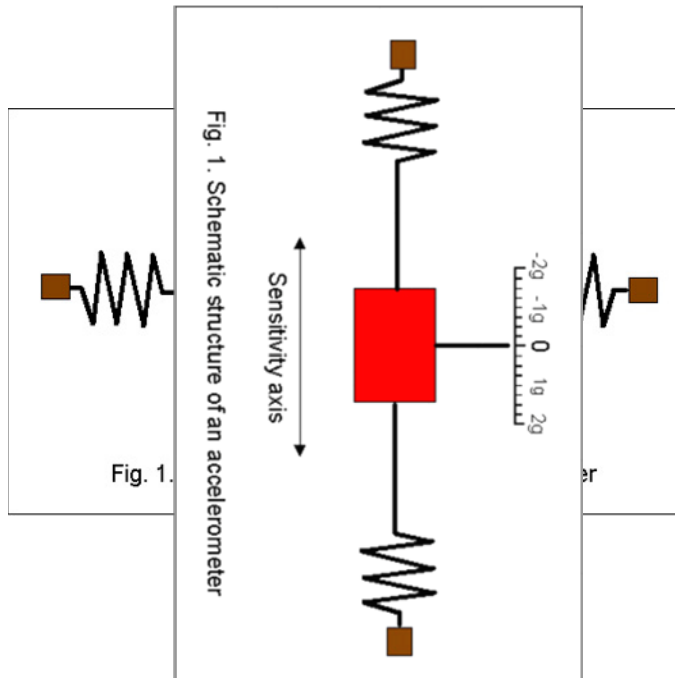 -2g -1g 0 1g 2g
Sensitivity axis
Fig. 1. Schematic structure of an accelerometer
Fig. 1.
er